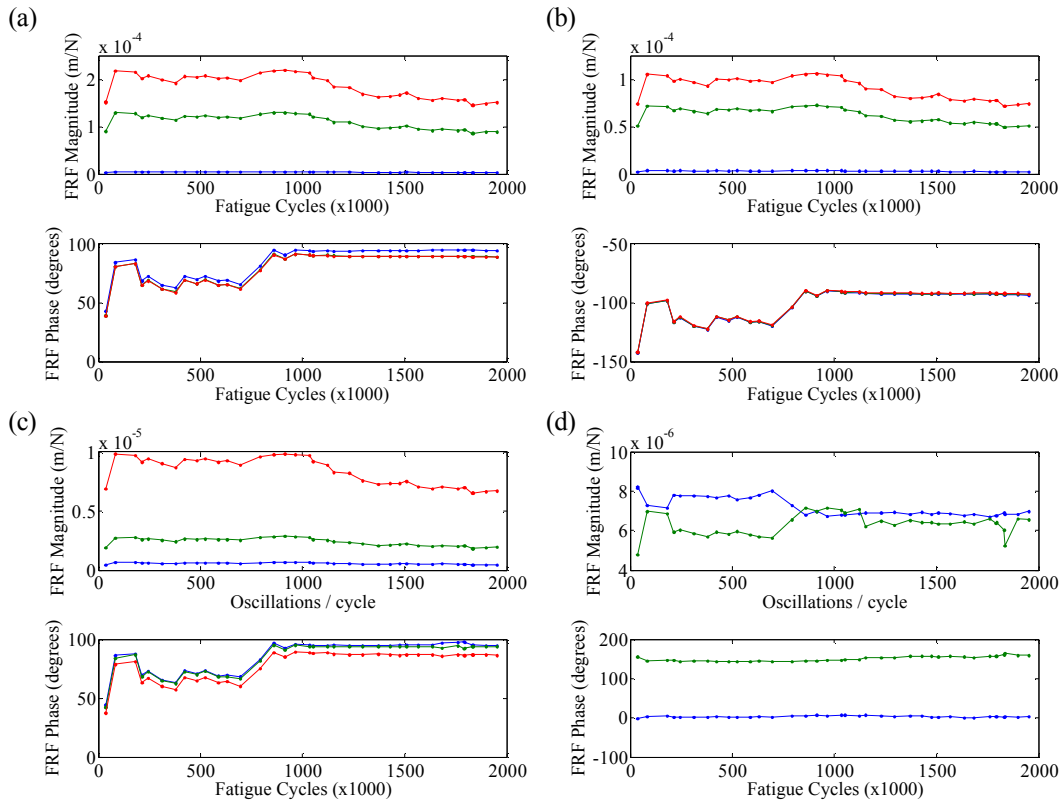 (a)
x 10^-4
FRF Magnitude (m/N)
2
1
0
0 500 1000 1500 2000
Fatigue Cycles (x1000)
FRF Phase (degrees)
100
50
0
0 500 1000 1500 2000
Fatigue Cycles (x1000)
(b)
x 10^-4
FRF Magnitude (m/N)
1
0.5
0
0 500 1000 1500 2000
Fatigue Cycles (x1000)
FRF Phase (degrees)
-50
-100
-150
0 500 1000 1500 2000
Fatigue Cycles (x1000)
(c)
x 10^-5
FRF Magnitude (m/N)
1
0.5
0
0 500 1000 1500 2000
Oscillations / cycle
FRF Phase (degrees)
100
50
0
0 500 1000 1500 2000
Fatigue Cycles (x1000)
(d)
x 10^-6
FRF Magnitude (m/N)
8
6
4
0 500 1000 1500 2000
Oscillations / cycle
FRF Phase (degrees)
200
100
0
-100
0 500 1000 1500 2000
Fatigue Cycles (x1000)